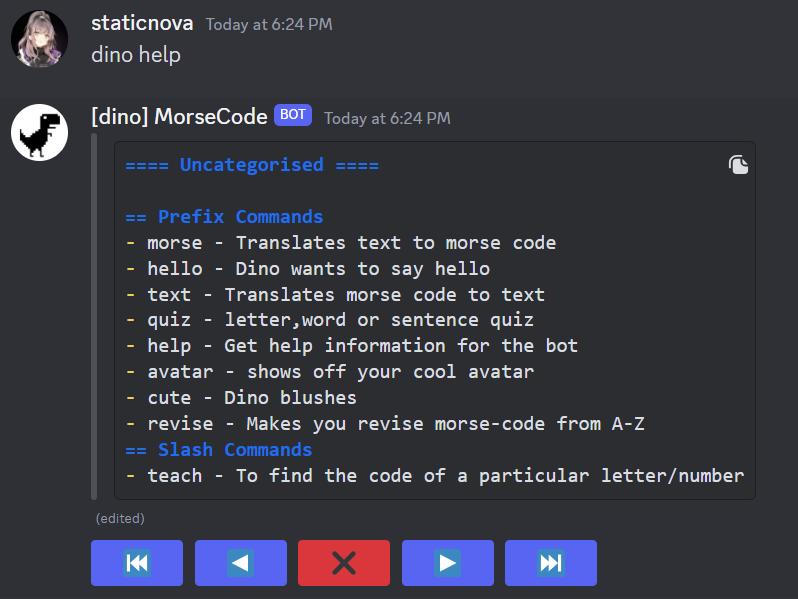 staticnova Today at 6:24 PM
dino help
[dino] MorseCode BOT Today at 6:24 PM
==== Uncategorised ====
== Prefix Commands
- morse - Translates text to morse code
- hello - Dino wants to say hello
- text - Translates morse code to text
- quiz - letter,word or sentence quiz
- help - Get help information for the bot
- avatar - shows off your cool avatar
- cute - Dino blushes
- revise - Makes you revise morse-code from A-Z
== Slash Commands
- teach - To find the code of a particular letter/number
(edited)